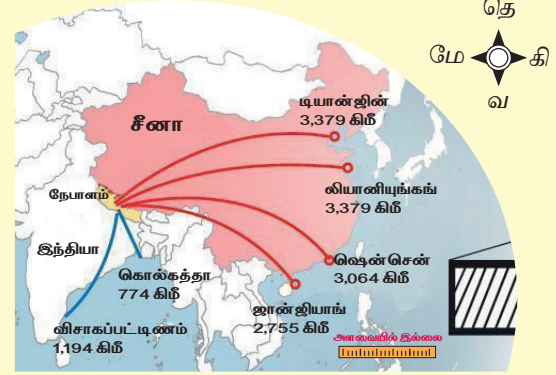 தெ
மே
கி
வ
டியான்ஜின்
3,379 கிமீ
சீனா
லியானியுங்கங்
3,379 கிமீ
நேபாளம்
இந்தியா
ஷென்சென்
3,064 கிமீ
கொல்கத்தா
774 கிமீ
ஜான்ஜியாங்
2,755 கிமீ
விசாகப்பட்டிணம்
1,194 கிமீ
அளவையில் இல்லை